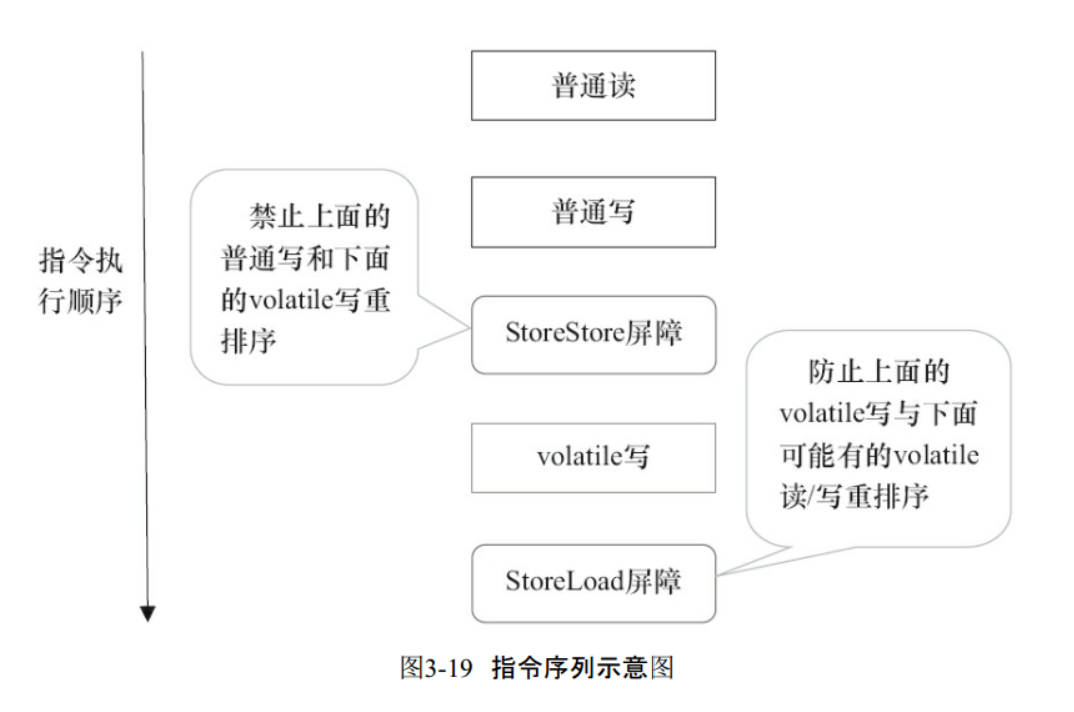 普通读
普通写
禁止上面的
普通写和下面
的volatile写重
排序
指令执
行顺序
StoreStore屏障
防止上面的
volatile写与下面
可能有的volatile
读/写重排序
volatile写
StoreLoad屏障
图3-19 指令序列示意图